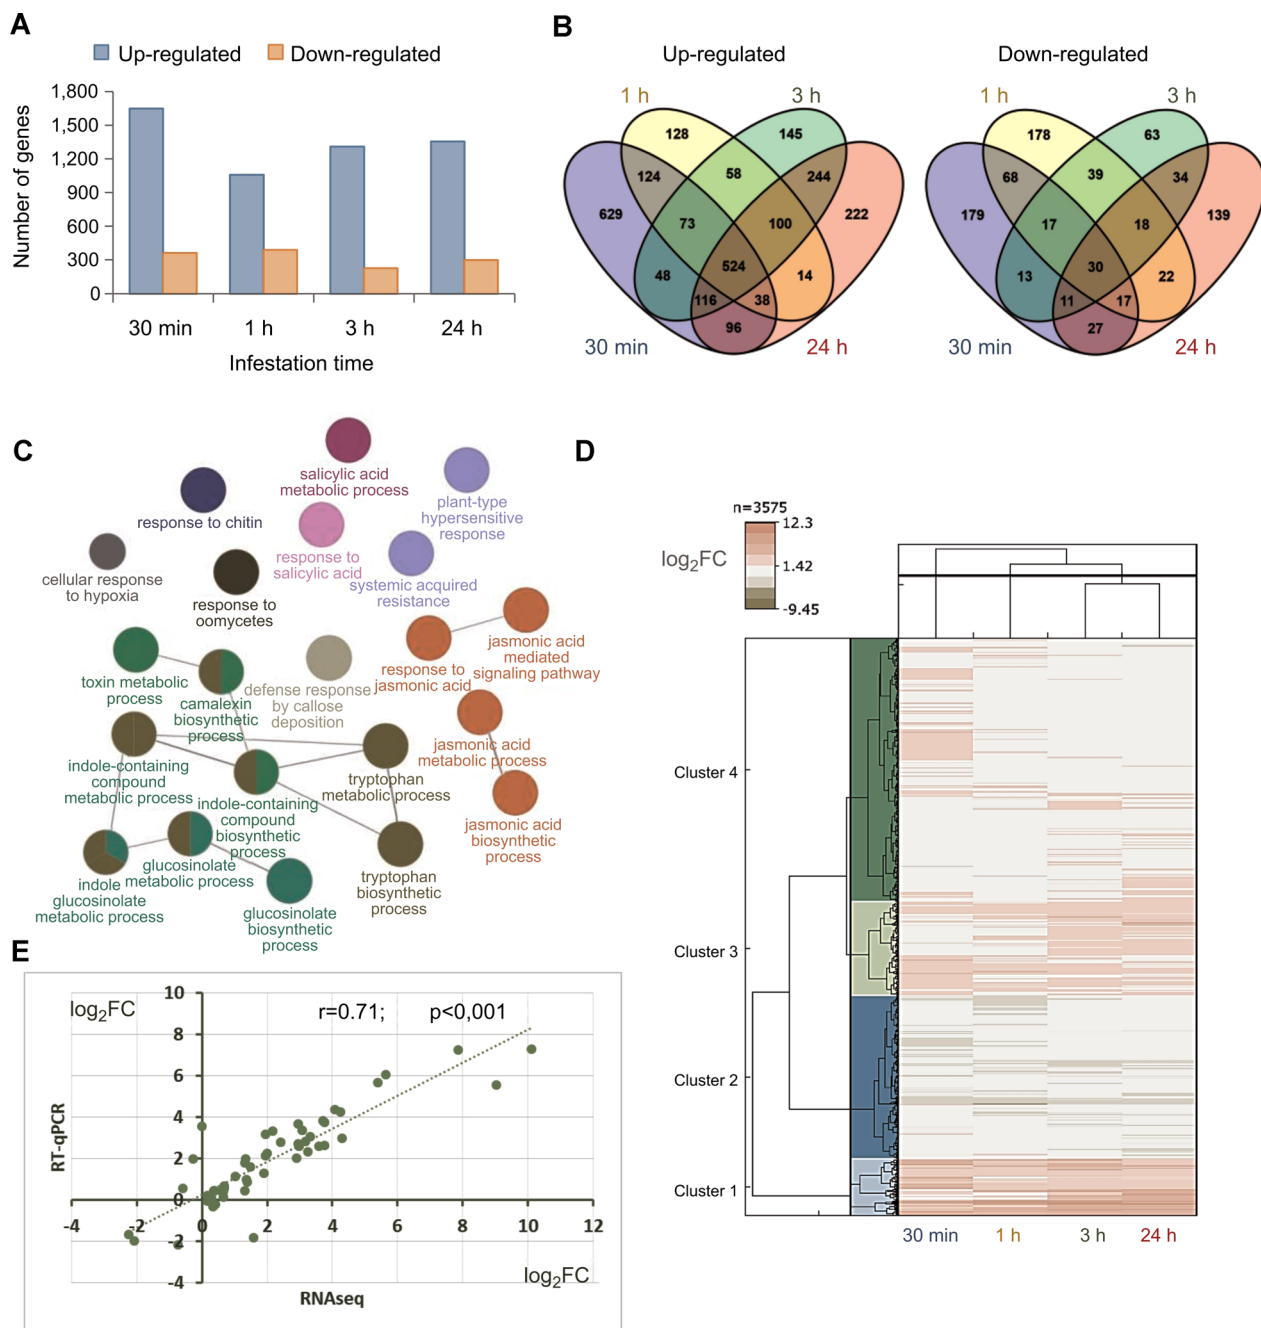 A
Up-regulated
Down-regulated
Number of genes
1,800
1,500
1,200
900
600
300
0
30 min
1 h
3 h
24 h
Infestation time
B
Up-regulated
1 h
3 h
128
145
124
58
244
629
73
100
222
48
524
14
116
38
96
30 min
24 h
Down-regulated
1 h
3 h
178
63
68
39
34
179
17
18
139
13
30
22
11
17
27
30 min
24 h
C
salicylic acid
metabolic process
response to chitin
plant-type
hypersensitive
response
response to
salicylic acid
cellular response
to hypoxia
response to
oomycetes
systemic acquired
resistance
response to
jasmonic acid
jasmonic acid
mediated
signaling pathway
toxin metabolic
process
camalexin
biosynthetic
process
defense response
by callose
deposition
jasmonic acid
metabolic process
indole-containing
compound
metabolic process
tryptophan
metabolic process
indole-containing
compound
biosynthetic
process
jasmonic acid
biosynthetic
process
glucosinolate
metabolic process
indole
glucosinolate
metabolic process
tryptophan
biosynthetic
process
glucosinolate
biosynthetic
process
D
n=3575
log2FC
12.3
1.42
-9.45
Cluster 4
Cluster 3
Cluster 2
Cluster 1
30 min
1 h
3 h
24 h
E
log2FC
r=0.71; p<0,001
RT-qPCR
10
8
6
4
2
0
-2
-4
-4
-2
0
2
4
6
8
10
12
log2FC
RNAseq